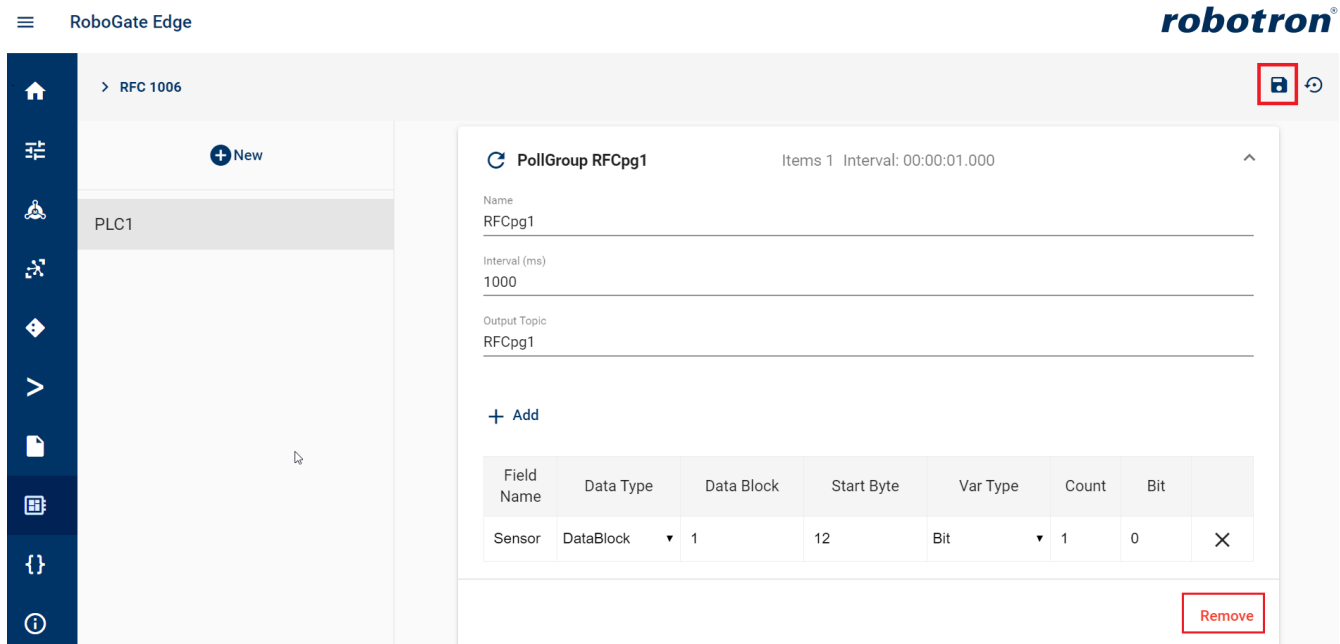 RoboGate Edge
robotron®
> RFC 1006
New
PLC1
PollGroup RFCpg1 Items 1 Interval: 00:00:01.000
Name
RFCpg1
Interval (ms)
1000
Output Topic
RFCpg1
+ Add
Field Name Data Type Data Block Start Byte Var Type Count Bit
Sensor DataBlock 1 12 Bit 1 0
Remove